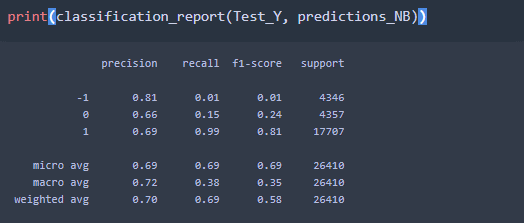 print(classification_report(Test_Y, predictions_NB))
precision recall f1-score support
-1 0.81 0.01 0.01 4346
0 0.66 0.15 0.24 4357
1 0.69 0.99 0.81 17707
micro avg 0.69 0.69 0.69 26410
macro avg 0.72 0.38 0.35 26410
weighted avg 0.70 0.69 0.58 26410